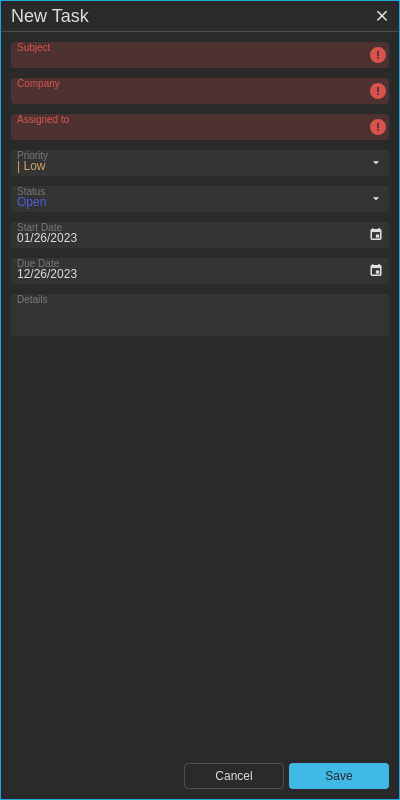 New Task
Subject
!
Company
!
Assigned to
!
Priority
| Low
Status
Open
Start Date
01/26/2023
Due Date
12/26/2023
Details
Cancel
Save